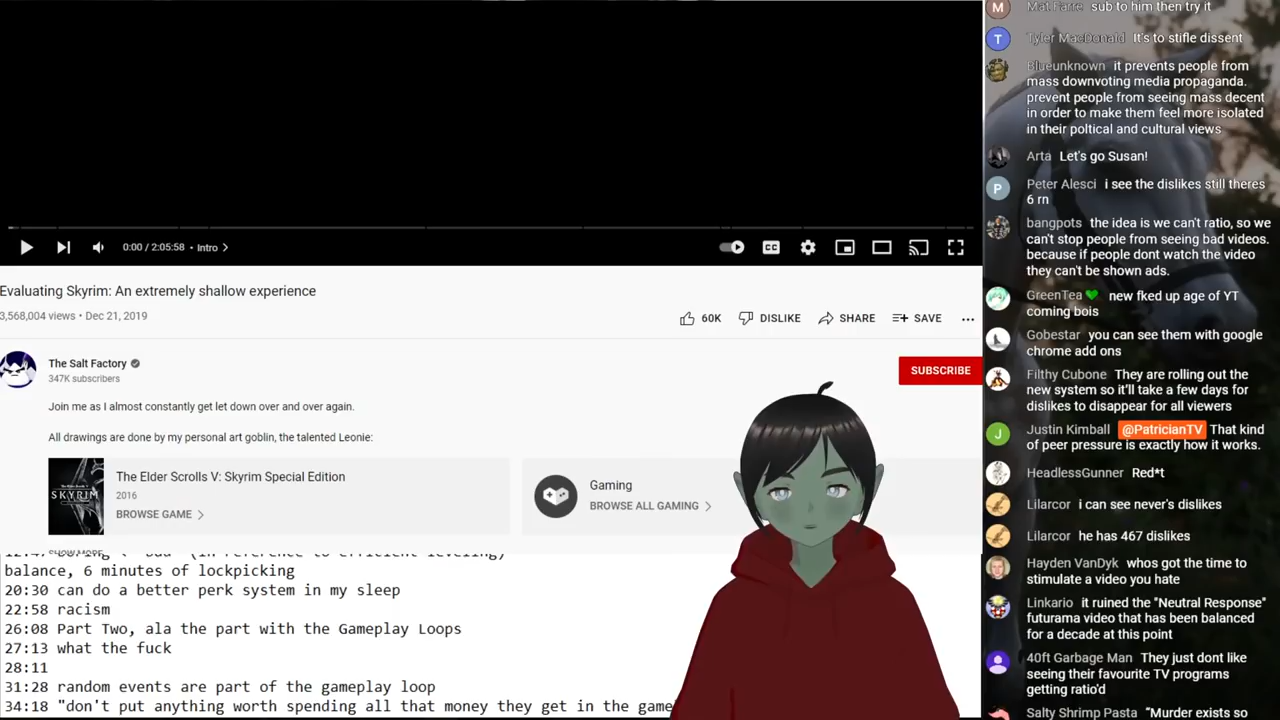 0:00 / 2:05:58 • Intro
Evaluating Skyrim: An extremely shallow experience
3,568,004 views • Dec 21, 2019
60K
DISLIKE
SHARE
SAVE
The Salt Factory
347K subscribers
SUBSCRIBE
Join me as I almost constantly get let down over and over again.
All drawings are done by my personal art goblin, the talented Leonie:
SKYRIM
The Elder Scrolls V: Skyrim Special Edition
2016
BROWSE GAME
Gaming
BROWSE ALL GAMING
balance, 6 minutes of lockpicking
20:30 can do a better perk system in my sleep
22:58 racism
26:08 Part Two, ala the part with the Gameplay Loops
27:13 what the fuck
28:11
31:28 random events are part of the gameplay loop
34:18 "don't put anything worth spending all that money they get in the game
M
Mat Farre sub to him then try it
T
Tyler MacDonald It's to stifle dissent
Blueunknown it prevents people from
mass downvoting media propaganda.
prevent people from seeing mass decent
in order to make them feel more isolated
in their poltical and cultural views
Arta Let's go Susan!
P
Peter Alesci i see the dislikes still theres
6 rn
bangpots the idea is we can't ratio, so we
can't stop people from seeing bad videos.
because if people dont watch the video
they can't be shown ads.
GreenTea💚 new fked up age of YT
coming bois
Gobestar you can see them with google
chrome add ons
Filthy Cubone They are rolling out the
new system so it'll take a few days for
dislikes to disappear for all viewers
J
Justin Kimball @PatricianTV That kind
of peer pressure is exactly how it works.
HeadlessGunner Red*t
Lilarcor i can see never's dislikes
Lilarcor he has 467 dislikes
Hayden VanDyk whos got the time to
stimulate a video you hate
Linkario it ruined the "Neutral Response"
futurama video that has been balanced
for a decade at this point
40ft Garbage Man They just dont like
seeing their favourite TV programs
getting ratio'd
Salty Shrimp Pasta "Murder exists so